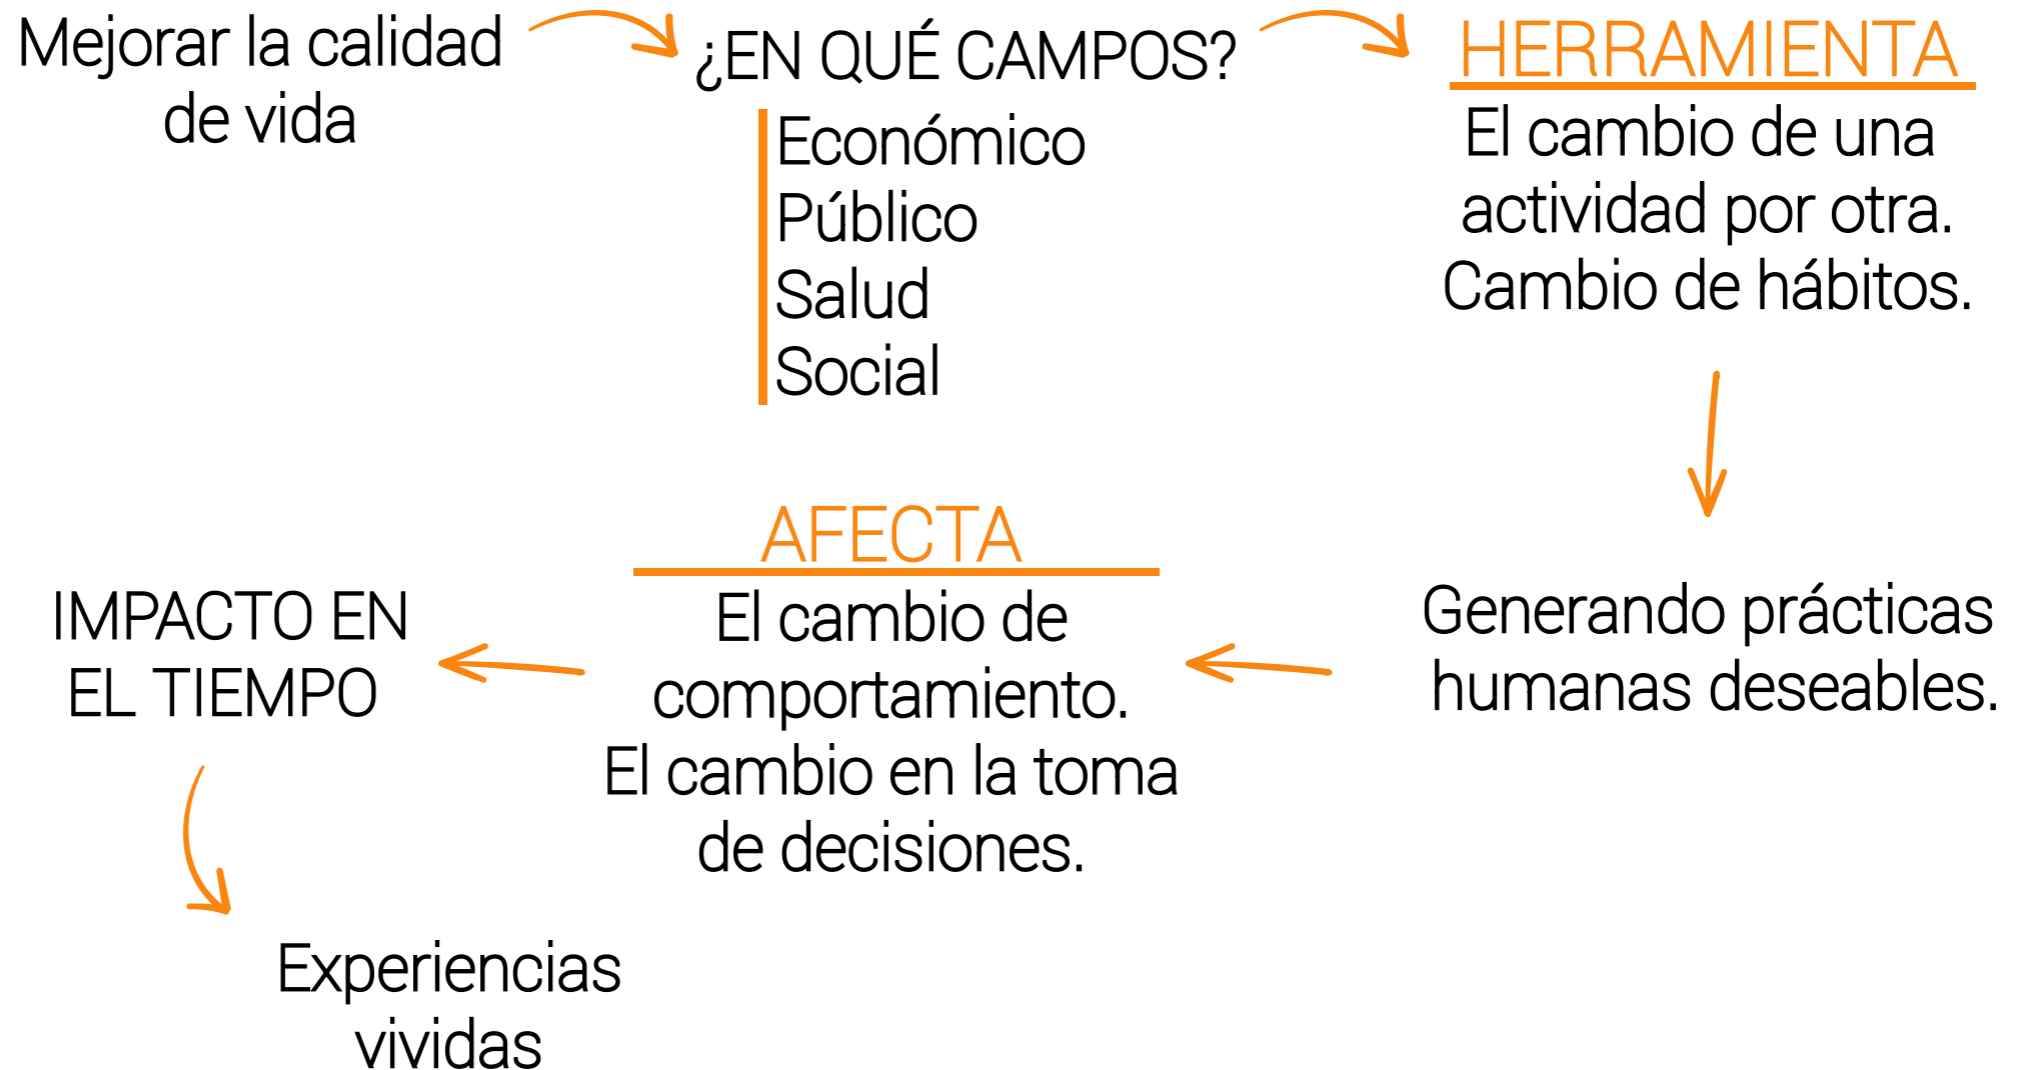 Mejorar la calidad
de vida
¿EN QUÉ CAMPOS?
Económico
Público
Salud
Social
HERRAMIENTA
El cambio de una
actividad por otra.
Cambio de hábitos.
Generando prácticas
humanas deseables.
AFECTA
El cambio de
comportamiento.
El cambio en la toma
de decisiones.
IMPACTO EN
EL TIEMPO
Experiencias
vividas